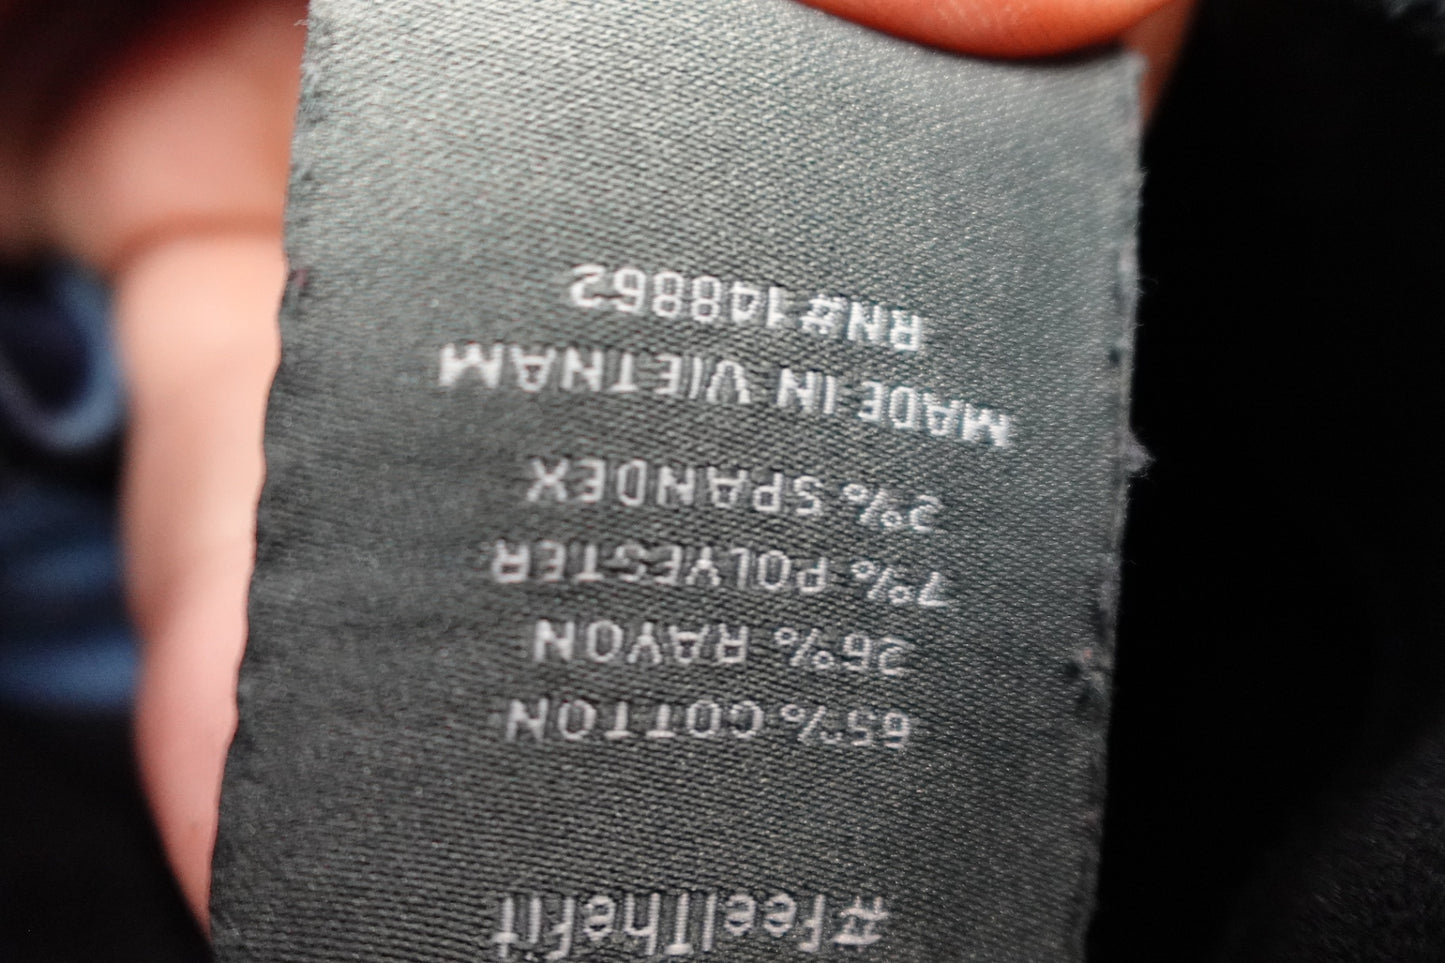 #feelThefit
65% COTTON
26% RAYON
7% POLYESTER
2% SPANDEX
MADE IN VIETNAM
RN#148862